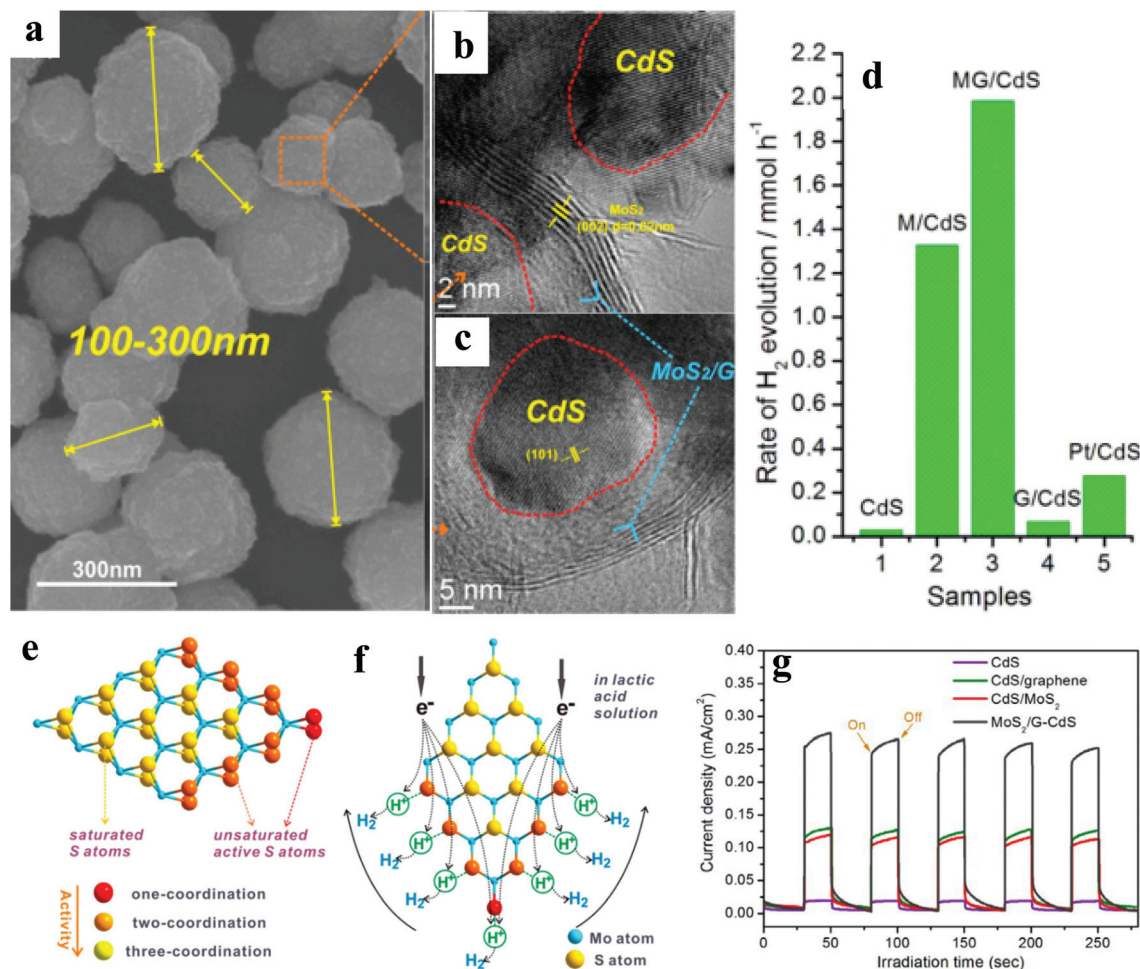 a
100-300nm
300nm
b
CdS
MoS₂
(002) d=0.62nm
CdS
2 nm
c
CdS
(101)
MoS₂/G
5 nm
d
Rate of H₂ evolution / mmol h⁻¹
2.2
2.0
1.8
1.6
1.4
1.2
1.0
0.8
0.6
0.4
0.2
0.0
CdS
M/CdS
MG/CdS
G/CdS
Pt/CdS
1 2 3 4 5
Samples
e
saturated
S atoms
unsaturated
active S atoms
Activity
one-coordination
two-coordination
three-coordination
f
in lactic
acid
solution
e⁻ e⁻
H⁺ H⁺
H₂ H₂
H⁺ H⁺
H₂ H₂
H⁺ H⁺
H₂ H₂
H⁺
H₂
Mo atom
S atom
g
Current density (mA/cm²)
0.40
0.35
0.30
0.25
0.20
0.15
0.10
0.05
0.00
CdS
CdS/graphene
CdS/MoS₂
MoS₂/G-CdS
On Off
0 50 100 150 200 250
Irradiation time (sec)